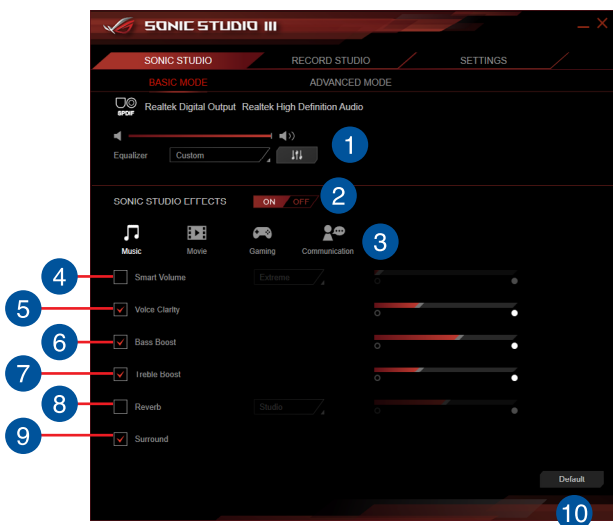 SONIC STUDIO III
SONIC STUDIO RECORD STUDIO SETTINGS
BASIC MODE ADVANCED MODE
SPDIF Realtek Digital Output Realtek High Definition Audio
Equalizer Custom 1
SONIC STUDIO EFFECTS ON OFF 2
Music Movie Gaming Communication 3
4 Smart Volume Extreme
5 Voice Clarity
6 Bass Boost
7 Treble Boost
8 Reverb Studio
9 Surround
Default
10